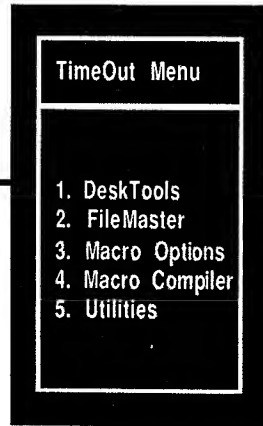 TimeOut Menu
1. DeskTools
2. FileMaster
3. Macro Options
4. Macro Compiler
5. Utilities